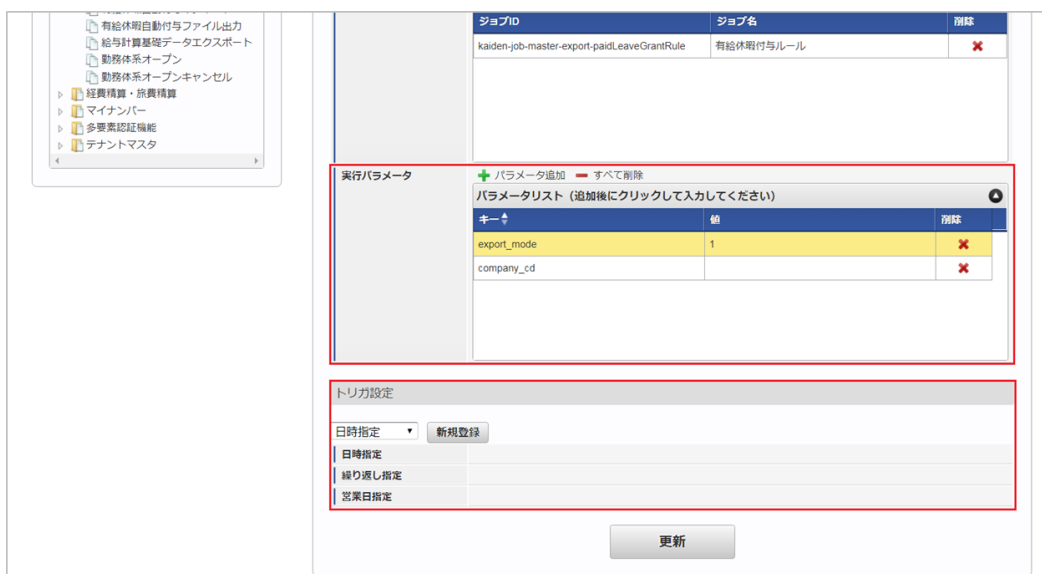 有給休暇自動付与ファイル出力
給与計算基礎データエクスポート
勤務体系オープン
勤務体系オープンキャンセル
経費精算・旅費精算
マイナンバー
多要素認証機能
テナントマスタ
ジョブID ジョブ名 削除
kaiden-job-master-export-paidLeaveGrantRule 有給休暇付与ルール
実行パラメータ
パラメータ追加 すべて削除
パラメータリスト（追加後にクリックして入力してください）
キー 値 削除
export_mode 1
company_cd
トリガ設定
日時指定 新規登録
日時指定
繰り返し指定
営業日指定
更新